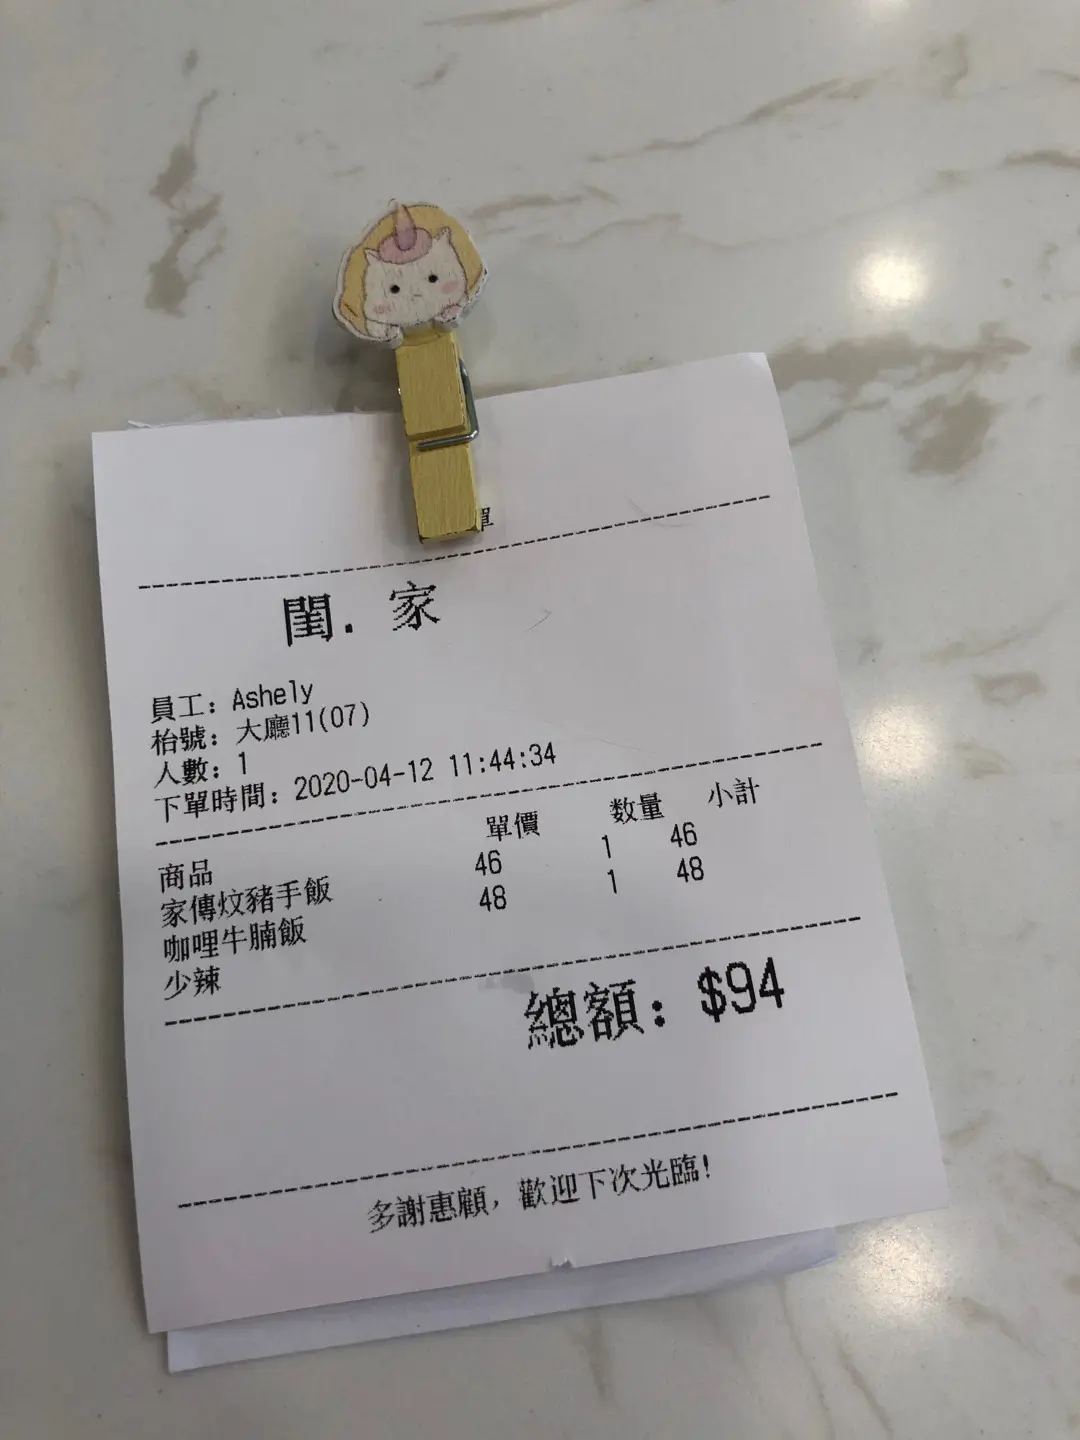 單
閨. 家
員工: Ashely
枱號: 大廳11(07)
人數: 1
下單時間: 2020-04-12 11:44:34
商品 單價 数量 小計
家傳炆豬手飯 46 1 46
咖哩牛腩飯 48 1 48
少辣
總額: $94
多謝惠顧, 歡迎下次光臨!